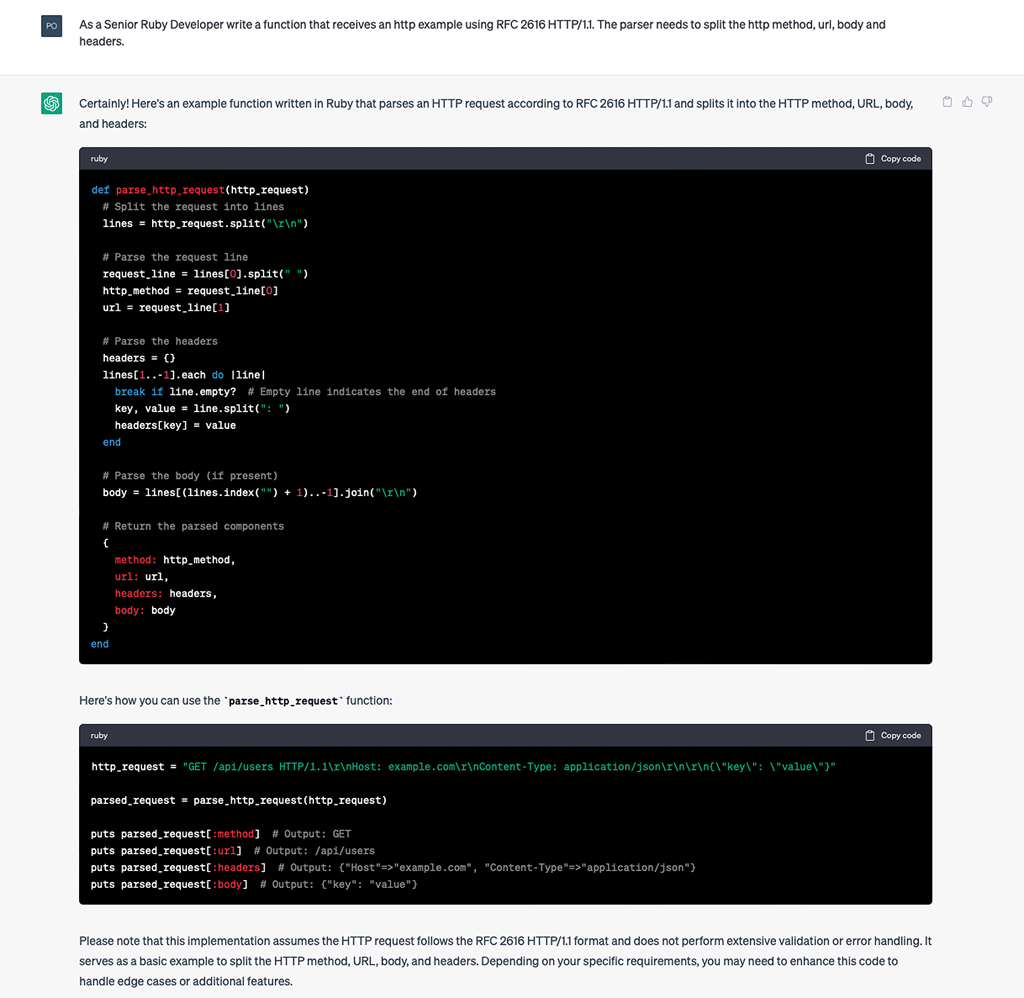 PO
As a Senior Ruby Developer write a function that receives an http example using RFC 2616 HTTP/1.1. The parser needs to split the http method, url, body and
headers.
Certainly! Here's an example function written in Ruby that parses an HTTP request according to RFC 2616 HTTP/1.1 and splits it into the HTTP method, URL, body,
and headers:
ruby Copy code
def parse_http_request(http_request)
  # Split the request into lines
  lines = http_request.split("\r\n")

  # Parse the request line
  request_line = lines[0].split(" ")
  http_method = request_line[0]
  url = request_line[1]

  # Parse the headers
  headers = {}
  lines[1..-1].each do |line|
    break if line.empty?  # Empty line indicates the end of headers
    key, value = line.split(": ")
    headers[key] = value
  end

  # Parse the body (if present)
  body = lines[(lines.index("") + 1)..-1].join("\r\n")

  # Return the parsed components
  {
    method: http_method,
    url: url,
    headers: headers,
    body: body
  }
end
Here's how you can use the `parse_http_request` function:
ruby Copy code
http_request = "GET /api/users HTTP/1.1\r\nHost: example.com\r\nContent-Type: application/json\r\n\r\n{\"key\": \"value\"}"

parsed_request = parse_http_request(http_request)

puts parsed_request[:method]  # Output: GET
puts parsed_request[:url]  # Output: /api/users
puts parsed_request[:headers]  # Output: {"Host"=>"example.com", "Content-Type"=>"application/json"}
puts parsed_request[:body]  # Output: {"key": "value"}
Please note that this implementation assumes the HTTP request follows the RFC 2616 HTTP/1.1 format and does not perform extensive validation or error handling. It
serves as a basic example to split the HTTP method, URL, body, and headers. Depending on your specific requirements, you may need to enhance this code to
handle edge cases or additional features.